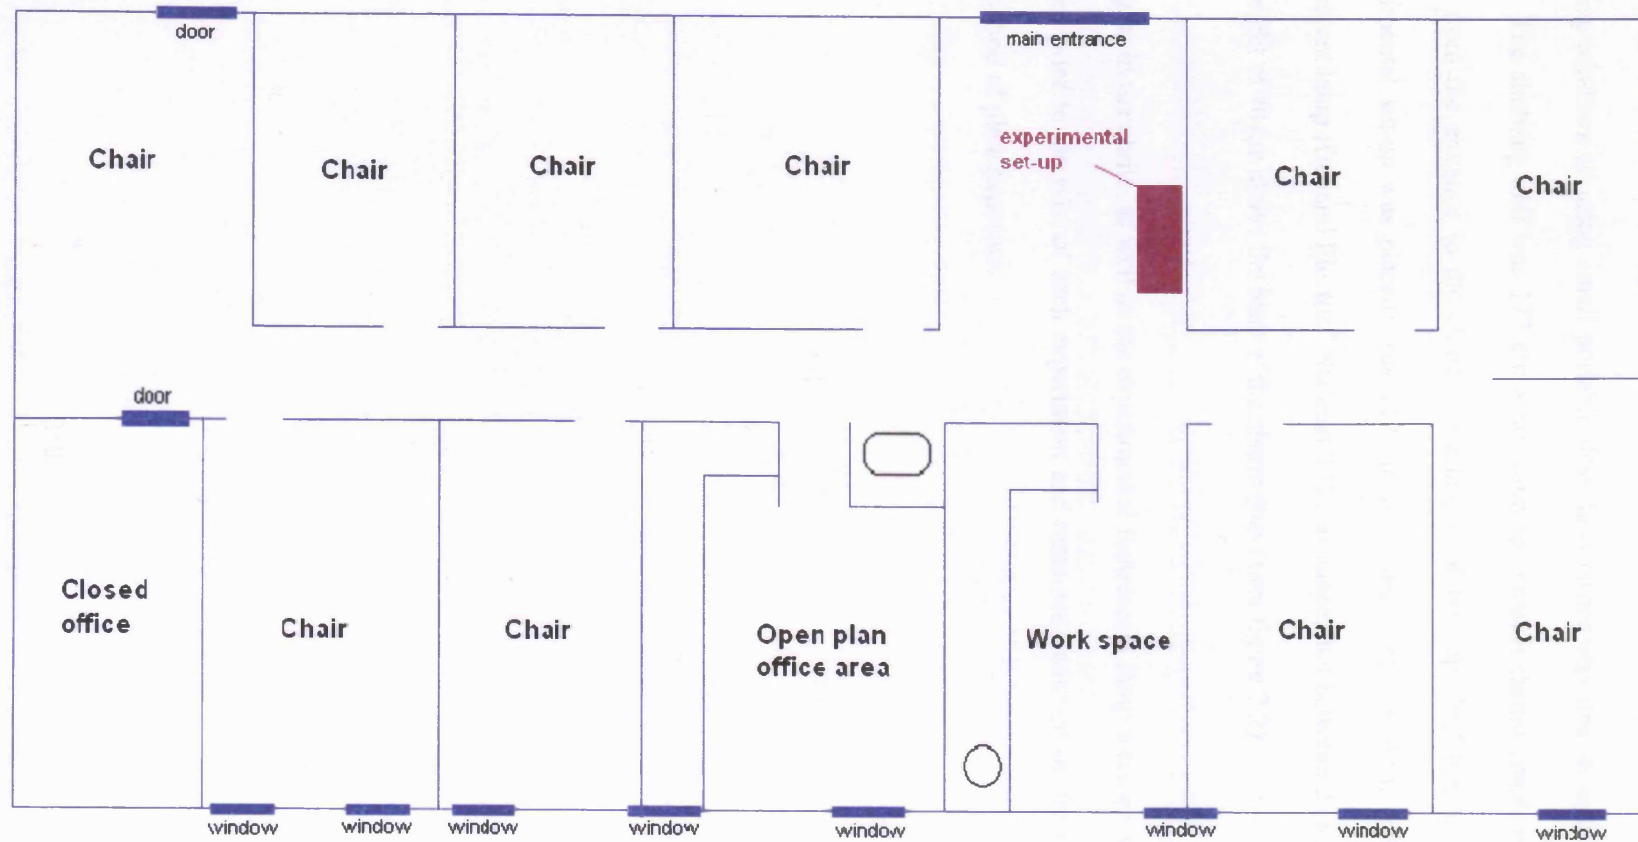 door
main entrance
experimental
set-up
Chair
Chair
Chair
Chair
Chair
Chair
door
Closed
office
Chair
Chair
Open plan
office area
Work space
Chair
Chair
window
window
window
window
window
window
window
window